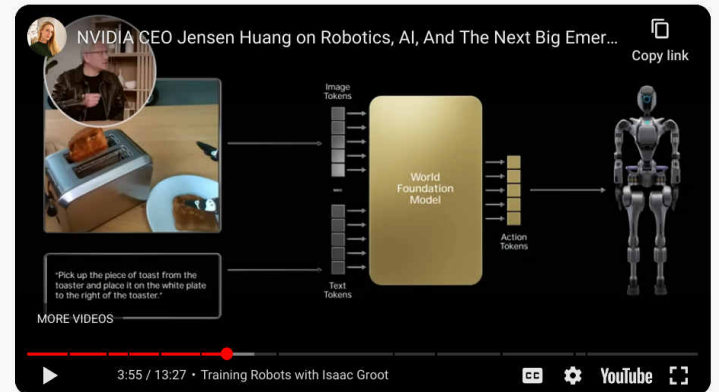 NVIDIA CEO Jensen Huang on Robotics, AI, And The Next Big Emer...
Copy link
Image
Tokens
World
Foundation
Model
Action
Tokens
"Pick up the piece of toast from the
toaster and place it on the white plate
to the right of the toaster."
Text
Tokens
MORE VIDEOS
3:55 / 13:27 • Training Robots with Isaac Groot
CC
YouTube